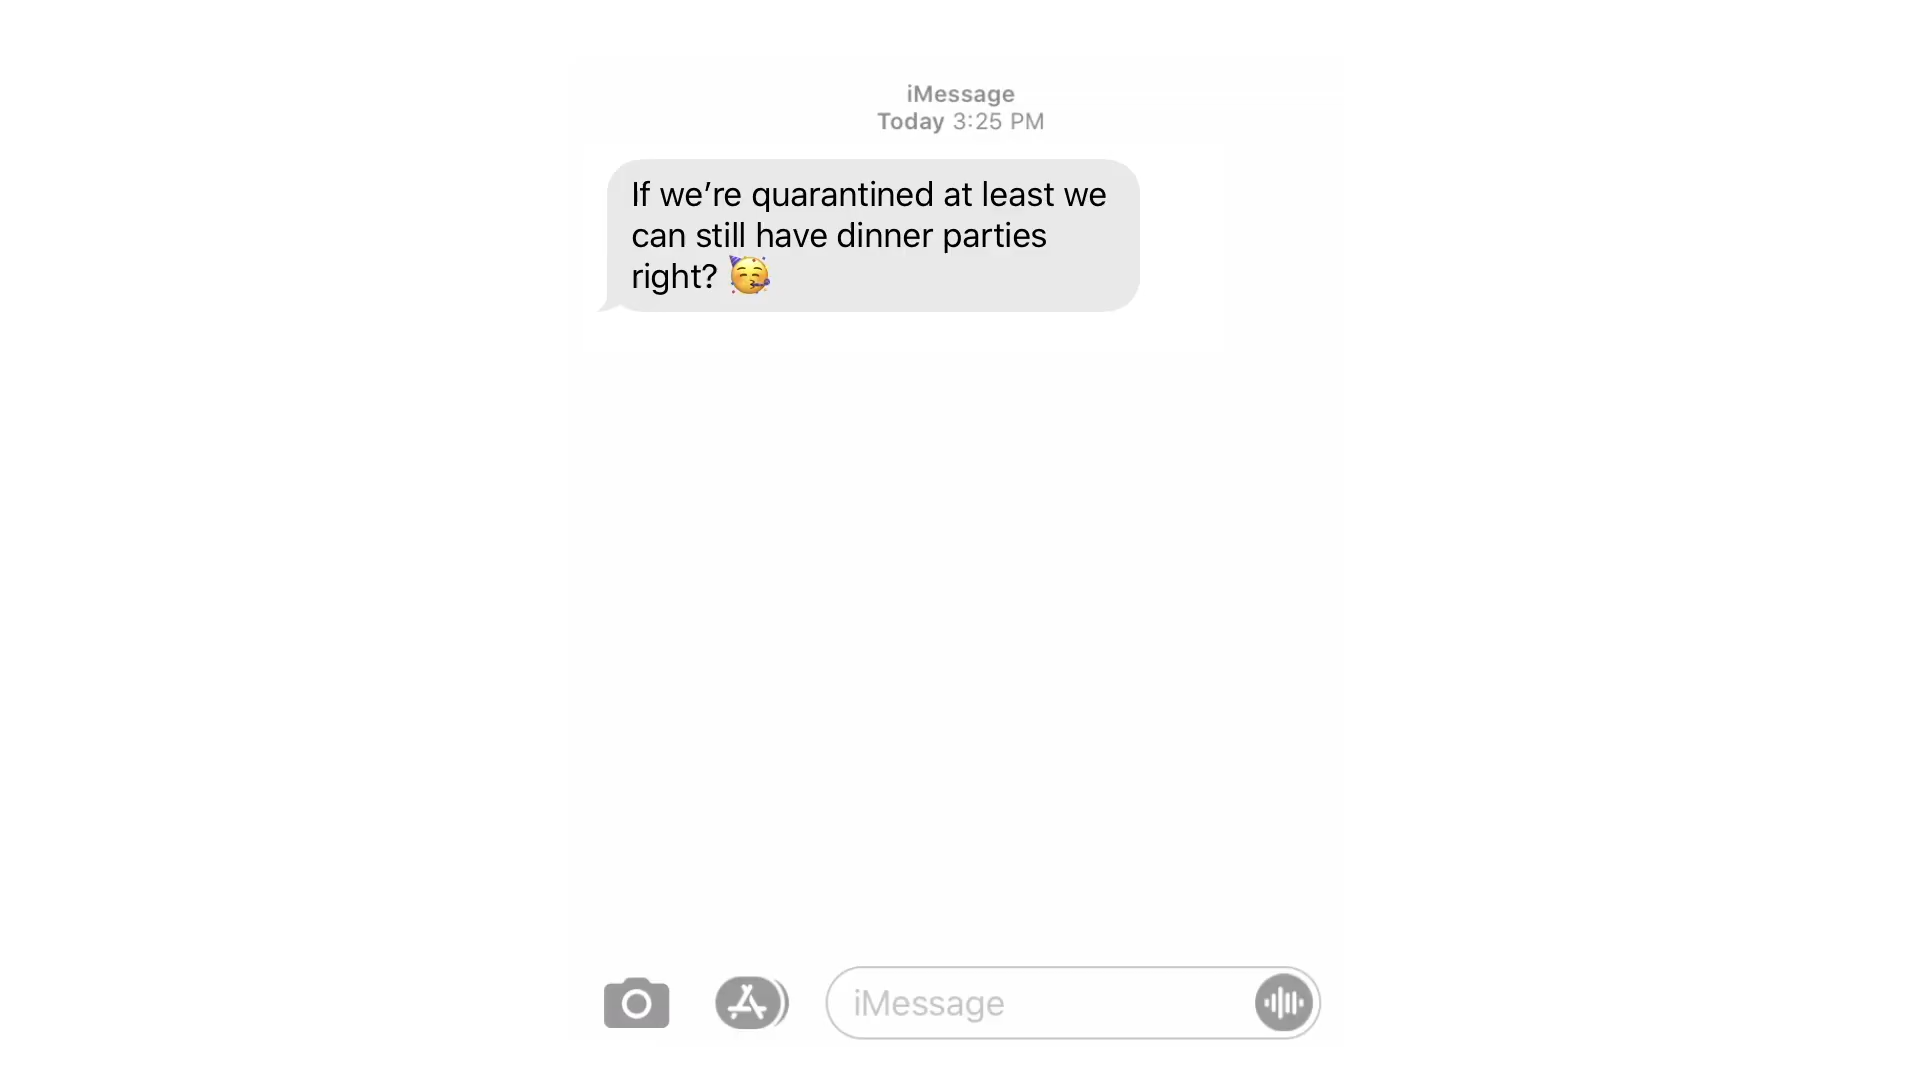 iMessage
Today 3:25 PM
If we’re quarantined at least we
can still have dinner parties
right? 🥳
iMessage